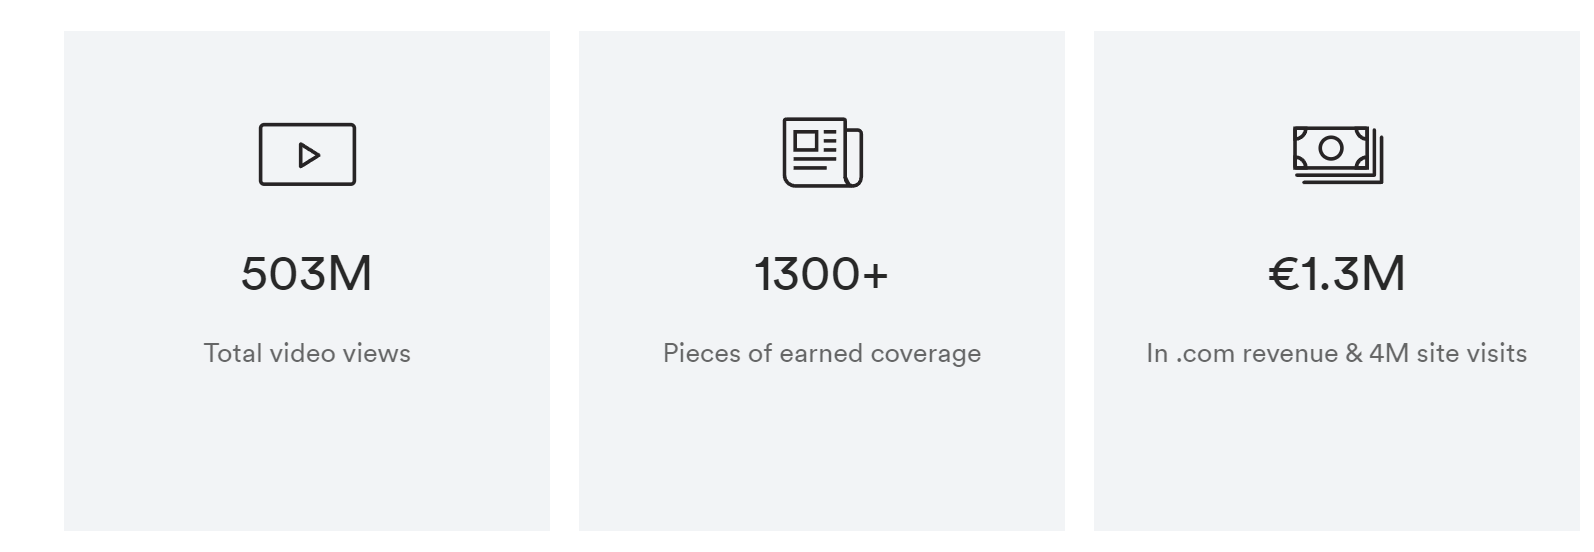 503M
Total video views
1300+
Pieces of earned coverage
€1.3M
In .com revenue & 4M site visits